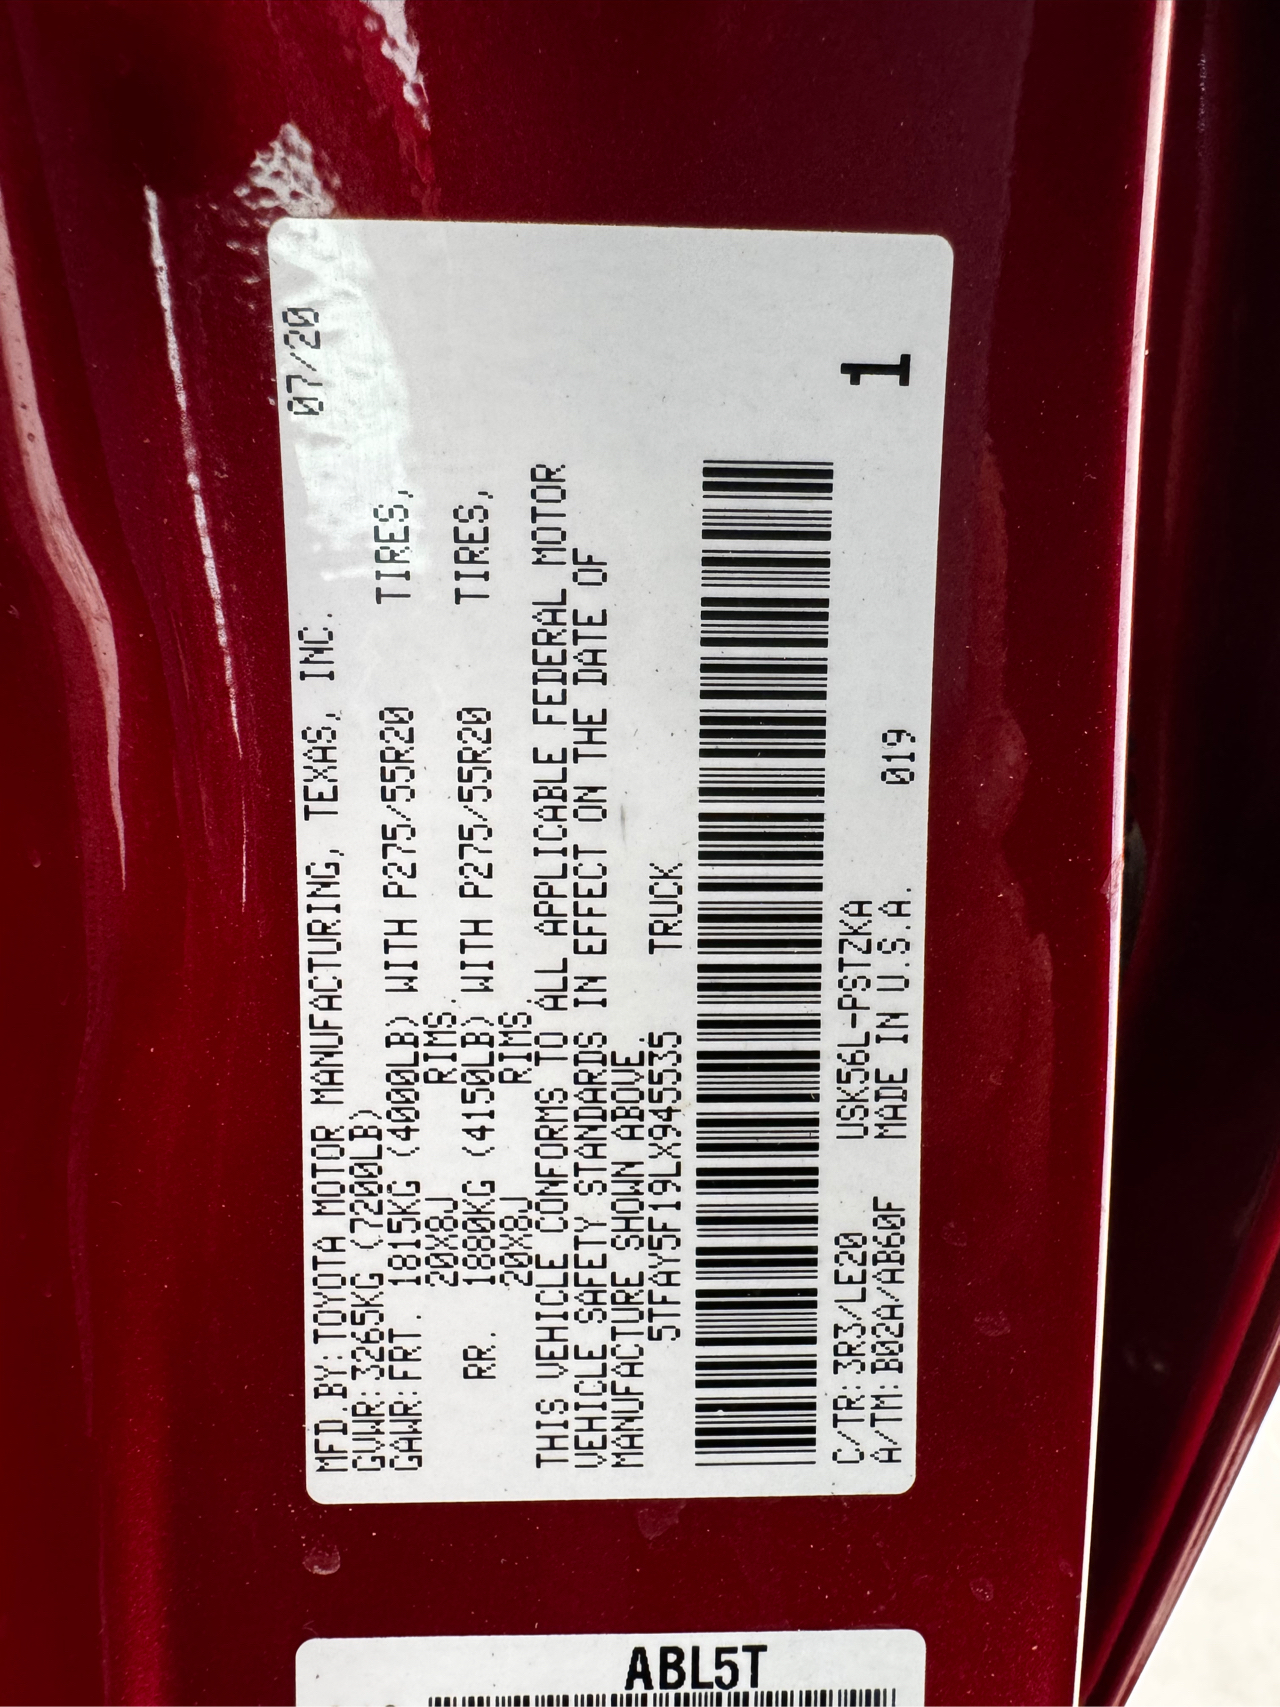 MFD.BY:TOYOTA MOTOR MANUFACTURING, TEXAS, INC. 07/20
GVWR:3265KG (7200LB)
GAWR:FRT. 1815KG (4000LB) WITH P275/55R20 TIRES,
20X8J RIMS.
RR. 1880KG (4150LB) WITH P275/55R20 TIRES,
20X8J RIMS.
THIS VEHICLE CONFORMS TO ALL APPLICABLE FEDERAL MOTOR
VEHICLE SAFETY STANDARDS IN EFFECT ON THE DATE OF
MANUFACTURE SHOWN ABOVE.
5TFAY5F19LX945535 TRUCK
C/TR:3R3/LE20 USK56L-PSTZKA
A/TM:B02A/AB60F MADE IN U.S.A. 019
1
ABL5T